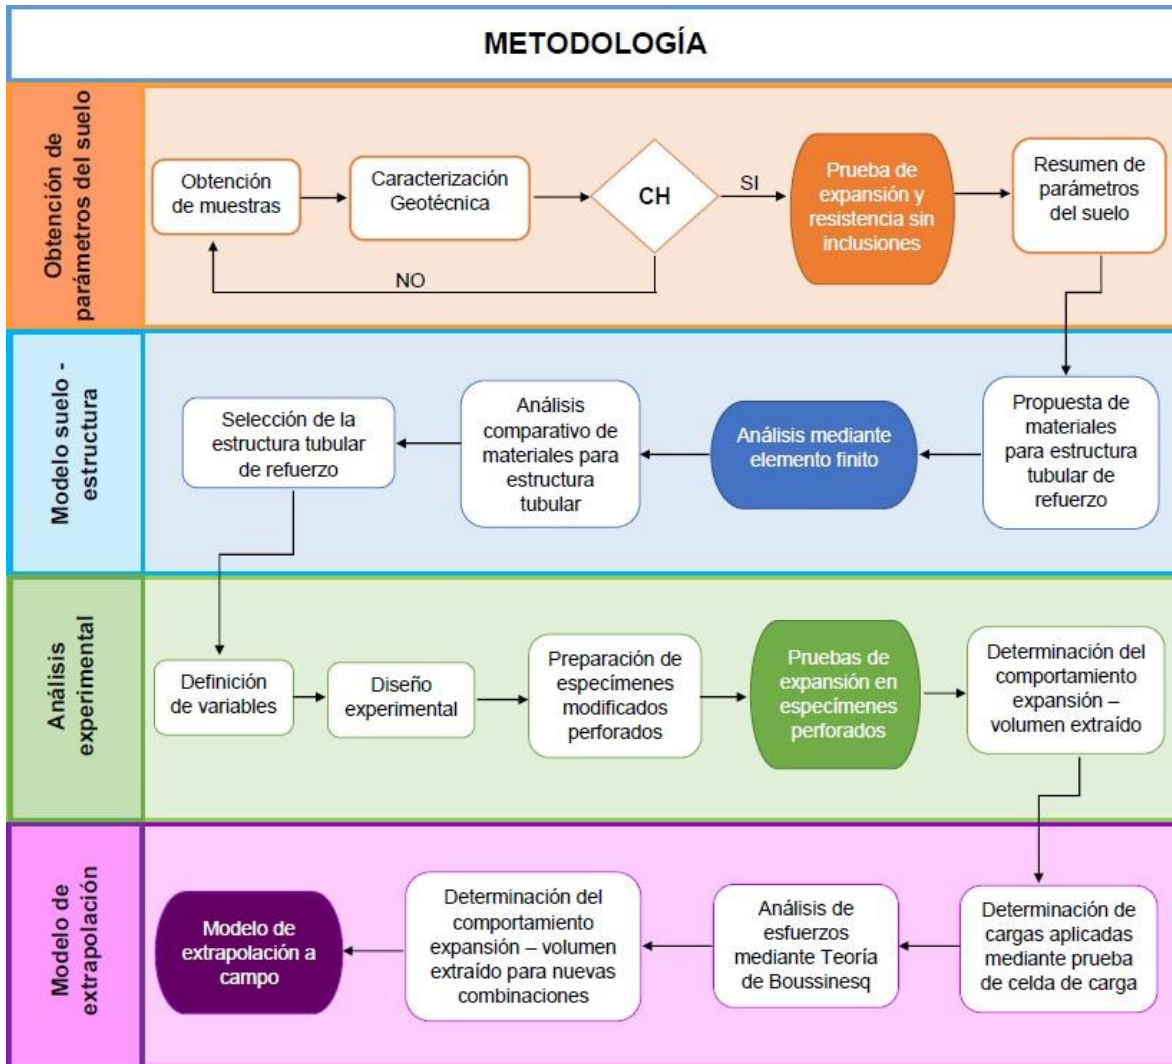 METODOLOGÍA
Obtención de
parámetros del suelo
Obtención
de muestras
Caracterización
Geotécnica
CH
SI
NO
Prueba de
expansión y
resistencia sin
inclusiones
Resumen de
parámetros
del suelo
Modelo suelo -
estructura
Selección de la
estructura tubular
de refuerzo
Análisis
comparativo de
materiales para
estructura
tubular
Análisis mediante
elemento finito
Propuesta de
materiales
para estructura
tubular de
refuerzo
Análisis
experimental
Definición
de variables
Diseño
experimental
Preparación de
especímenes
modificados
perforados
Pruebas de
expansión en
especímenes
perforados
Determinación del
comportamiento
expansión –
volumen extraído
Modelo de
extrapolación
Modelo de
extrapolación a
campo
Determinación del
comportamiento
expansión – volumen
extraído para nuevas
combinaciones
Análisis de
esfuerzos
mediante Teoría
de Boussinesq
Determinación de
cargas aplicadas
mediante prueba
de celda de carga